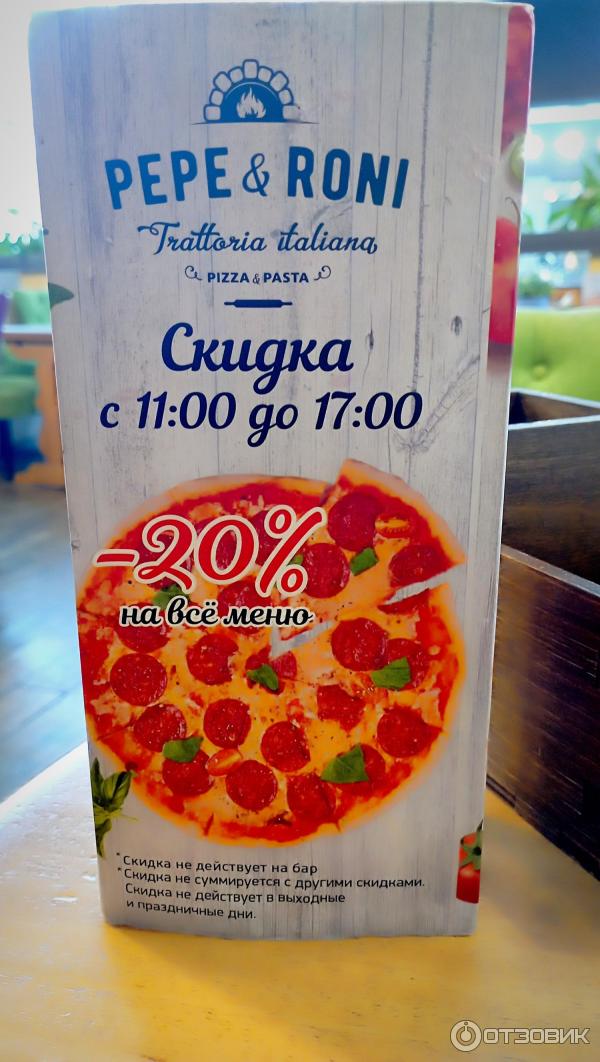 PEPE & RONI
Trattoria italiana
PIZZA & PASTA
Скидка
с 11:00 до 17:00
-20%
на всё меню
*Скидка не действует на бар
*Скидка не суммируется с другими скидками.
Скидка не действует в выходные
и праздничные дни.
ОТЗОВИК